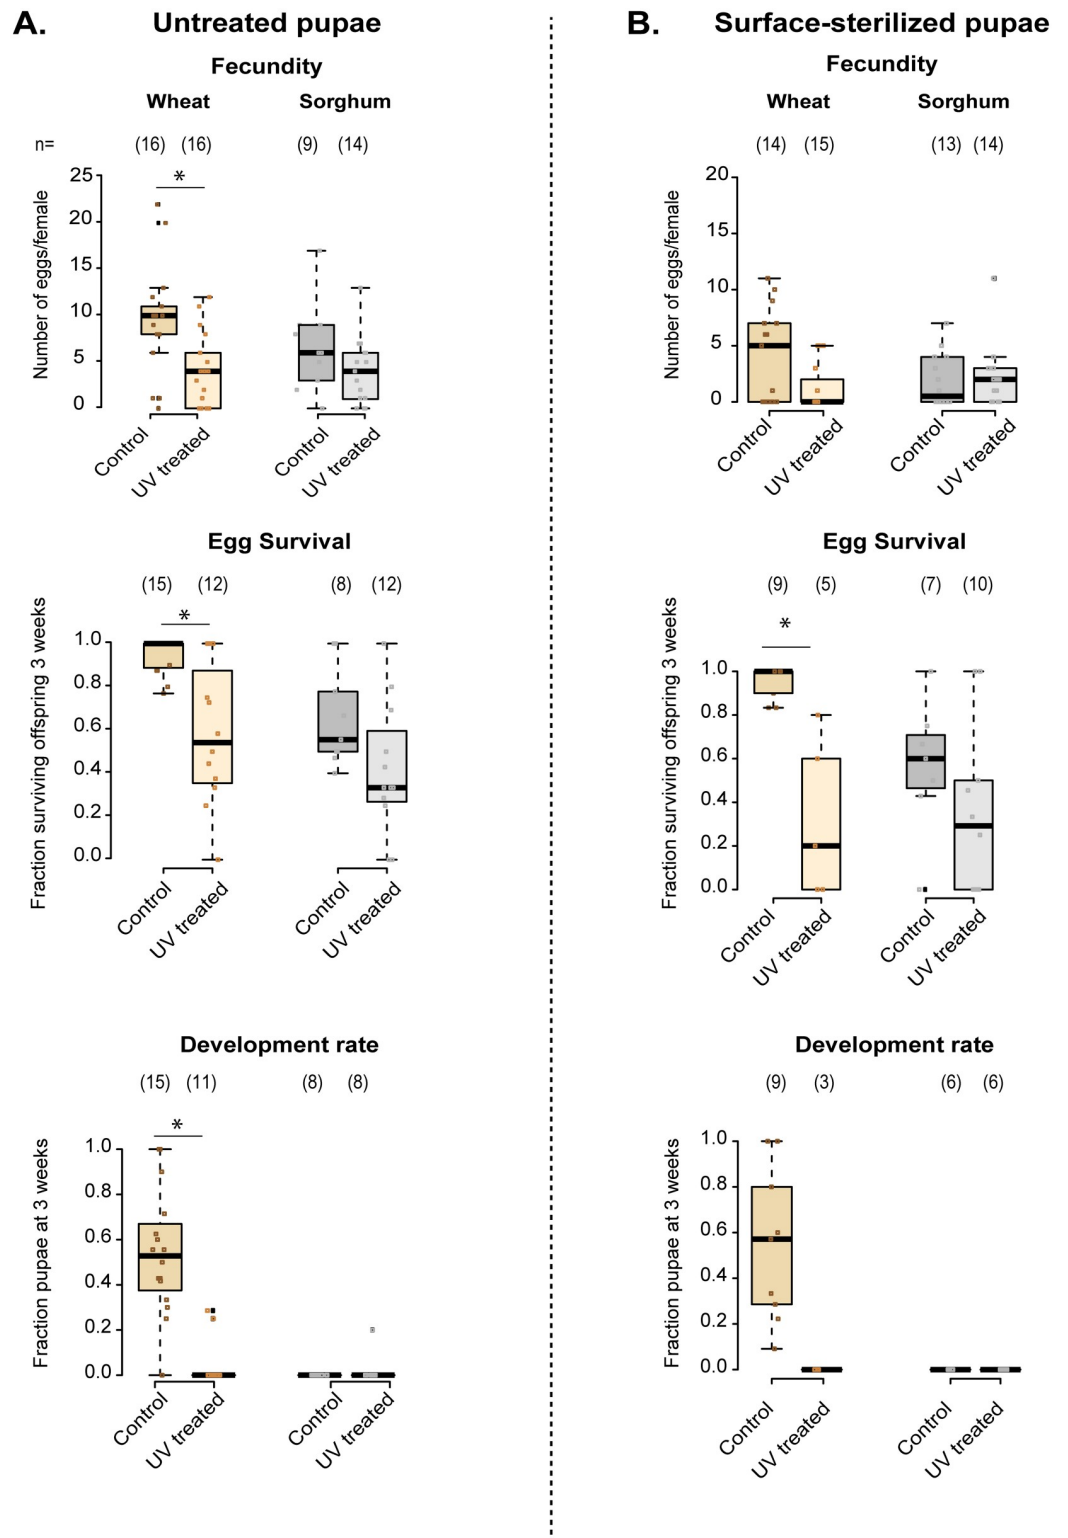 A. Untreated pupae
Fecundity
Wheat Sorghum
n= (16) (16) (9) (14)
*
Number of eggs/female
25
20
15
10
5
0
Control UV treated Control UV treated
Egg Survival
(15) (12) (8) (12)
*
Fraction surviving offspring 3 weeks
1.0
0.8
0.6
0.4
0.2
0.0
Control UV treated Control UV treated
Development rate
(15) (11) (8) (8)
*
Fraction pupae at 3 weeks
1.0
0.8
0.6
0.4
0.2
0.0
Control UV treated Control UV treated
B. Surface-sterilized pupae
Fecundity
Wheat Sorghum
(14) (15) (13) (14)
Number of eggs/female
20
15
10
5
0
Control UV treated Control UV treated
Egg Survival
(9) (5) (7) (10)
*
Fraction surviving offspring 3 weeks
1.0
0.8
0.6
0.4
0.2
0.0
Control UV treated Control UV treated
Development rate
(9) (3) (6) (6)
Fraction pupae at 3 weeks
1.0
0.8
0.6
0.4
0.2
0.0
Control UV treated Control UV treated